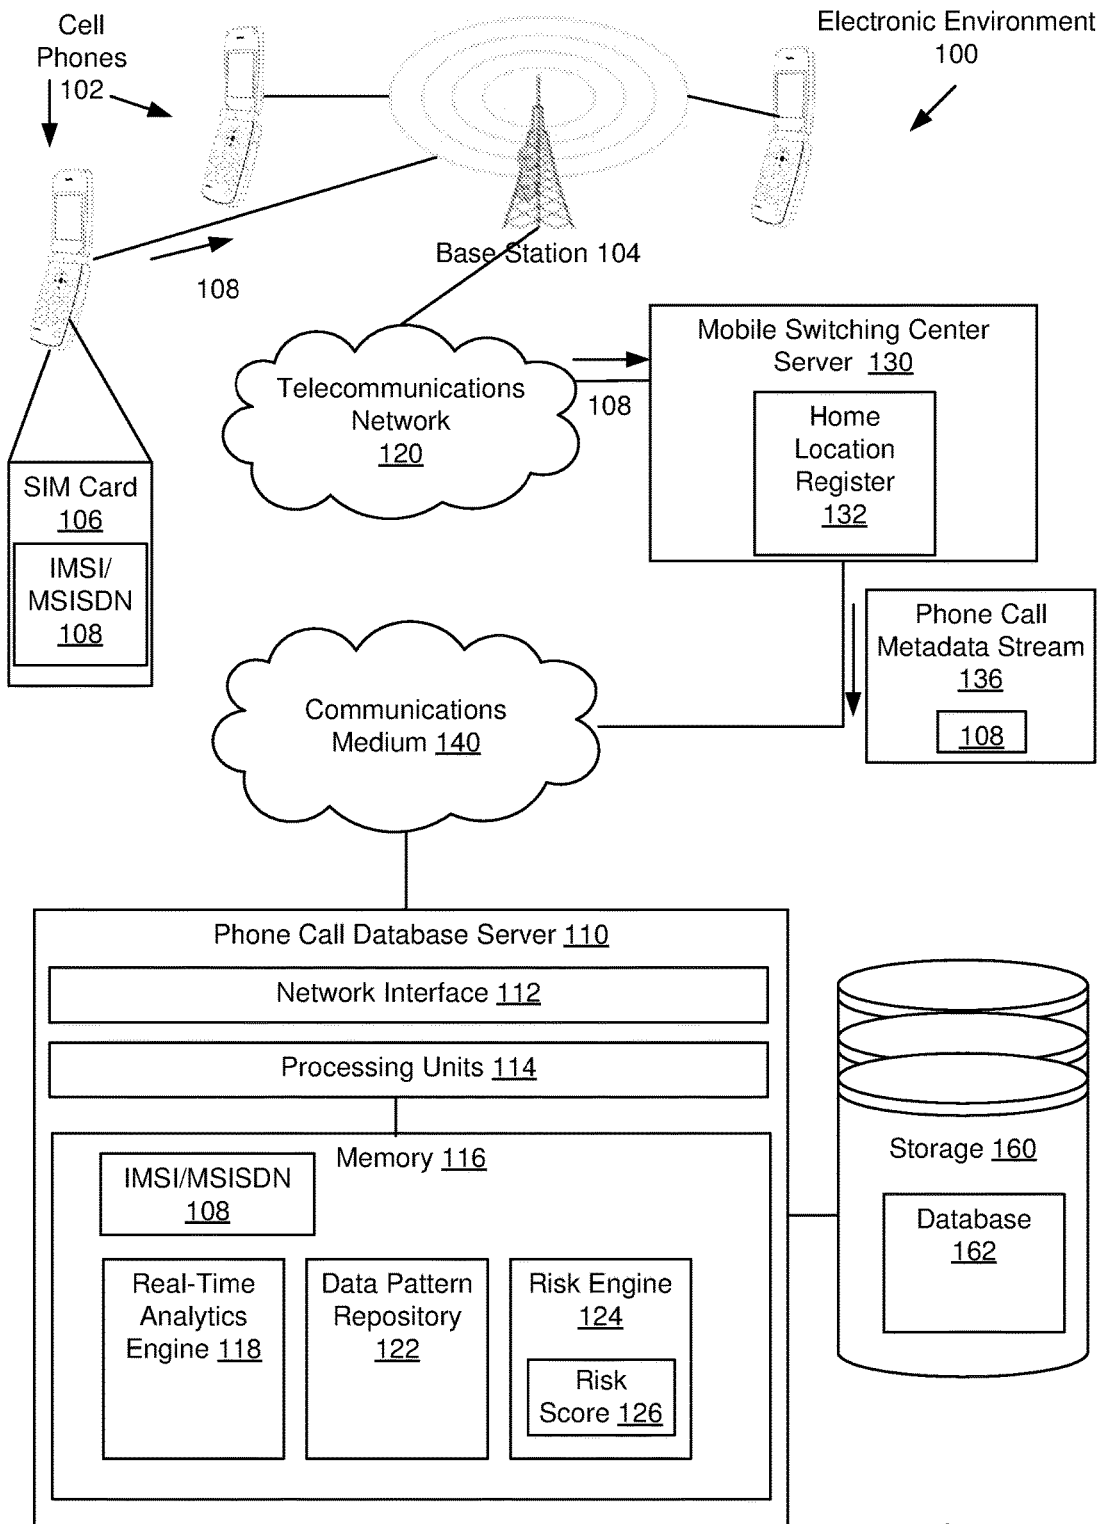 Cell
Phones
102
Electronic Environment
100
Base Station 104
108
Mobile Switching Center
Server 130
Home
Location
Register
132
Telecommunications
Network
120
108
SIM Card
106
IMSI/
MSISDN
108
Phone Call
Metadata Stream
136
108
Communications
Medium 140
Phone Call Database Server 110
Network Interface 112
Processing Units 114
Memory 116
IMSI/MSISDN
108
Real-Time
Analytics
Engine 118
Data Pattern
Repository
122
Risk Engine
124
Risk
Score 126
Storage 160
Database
162